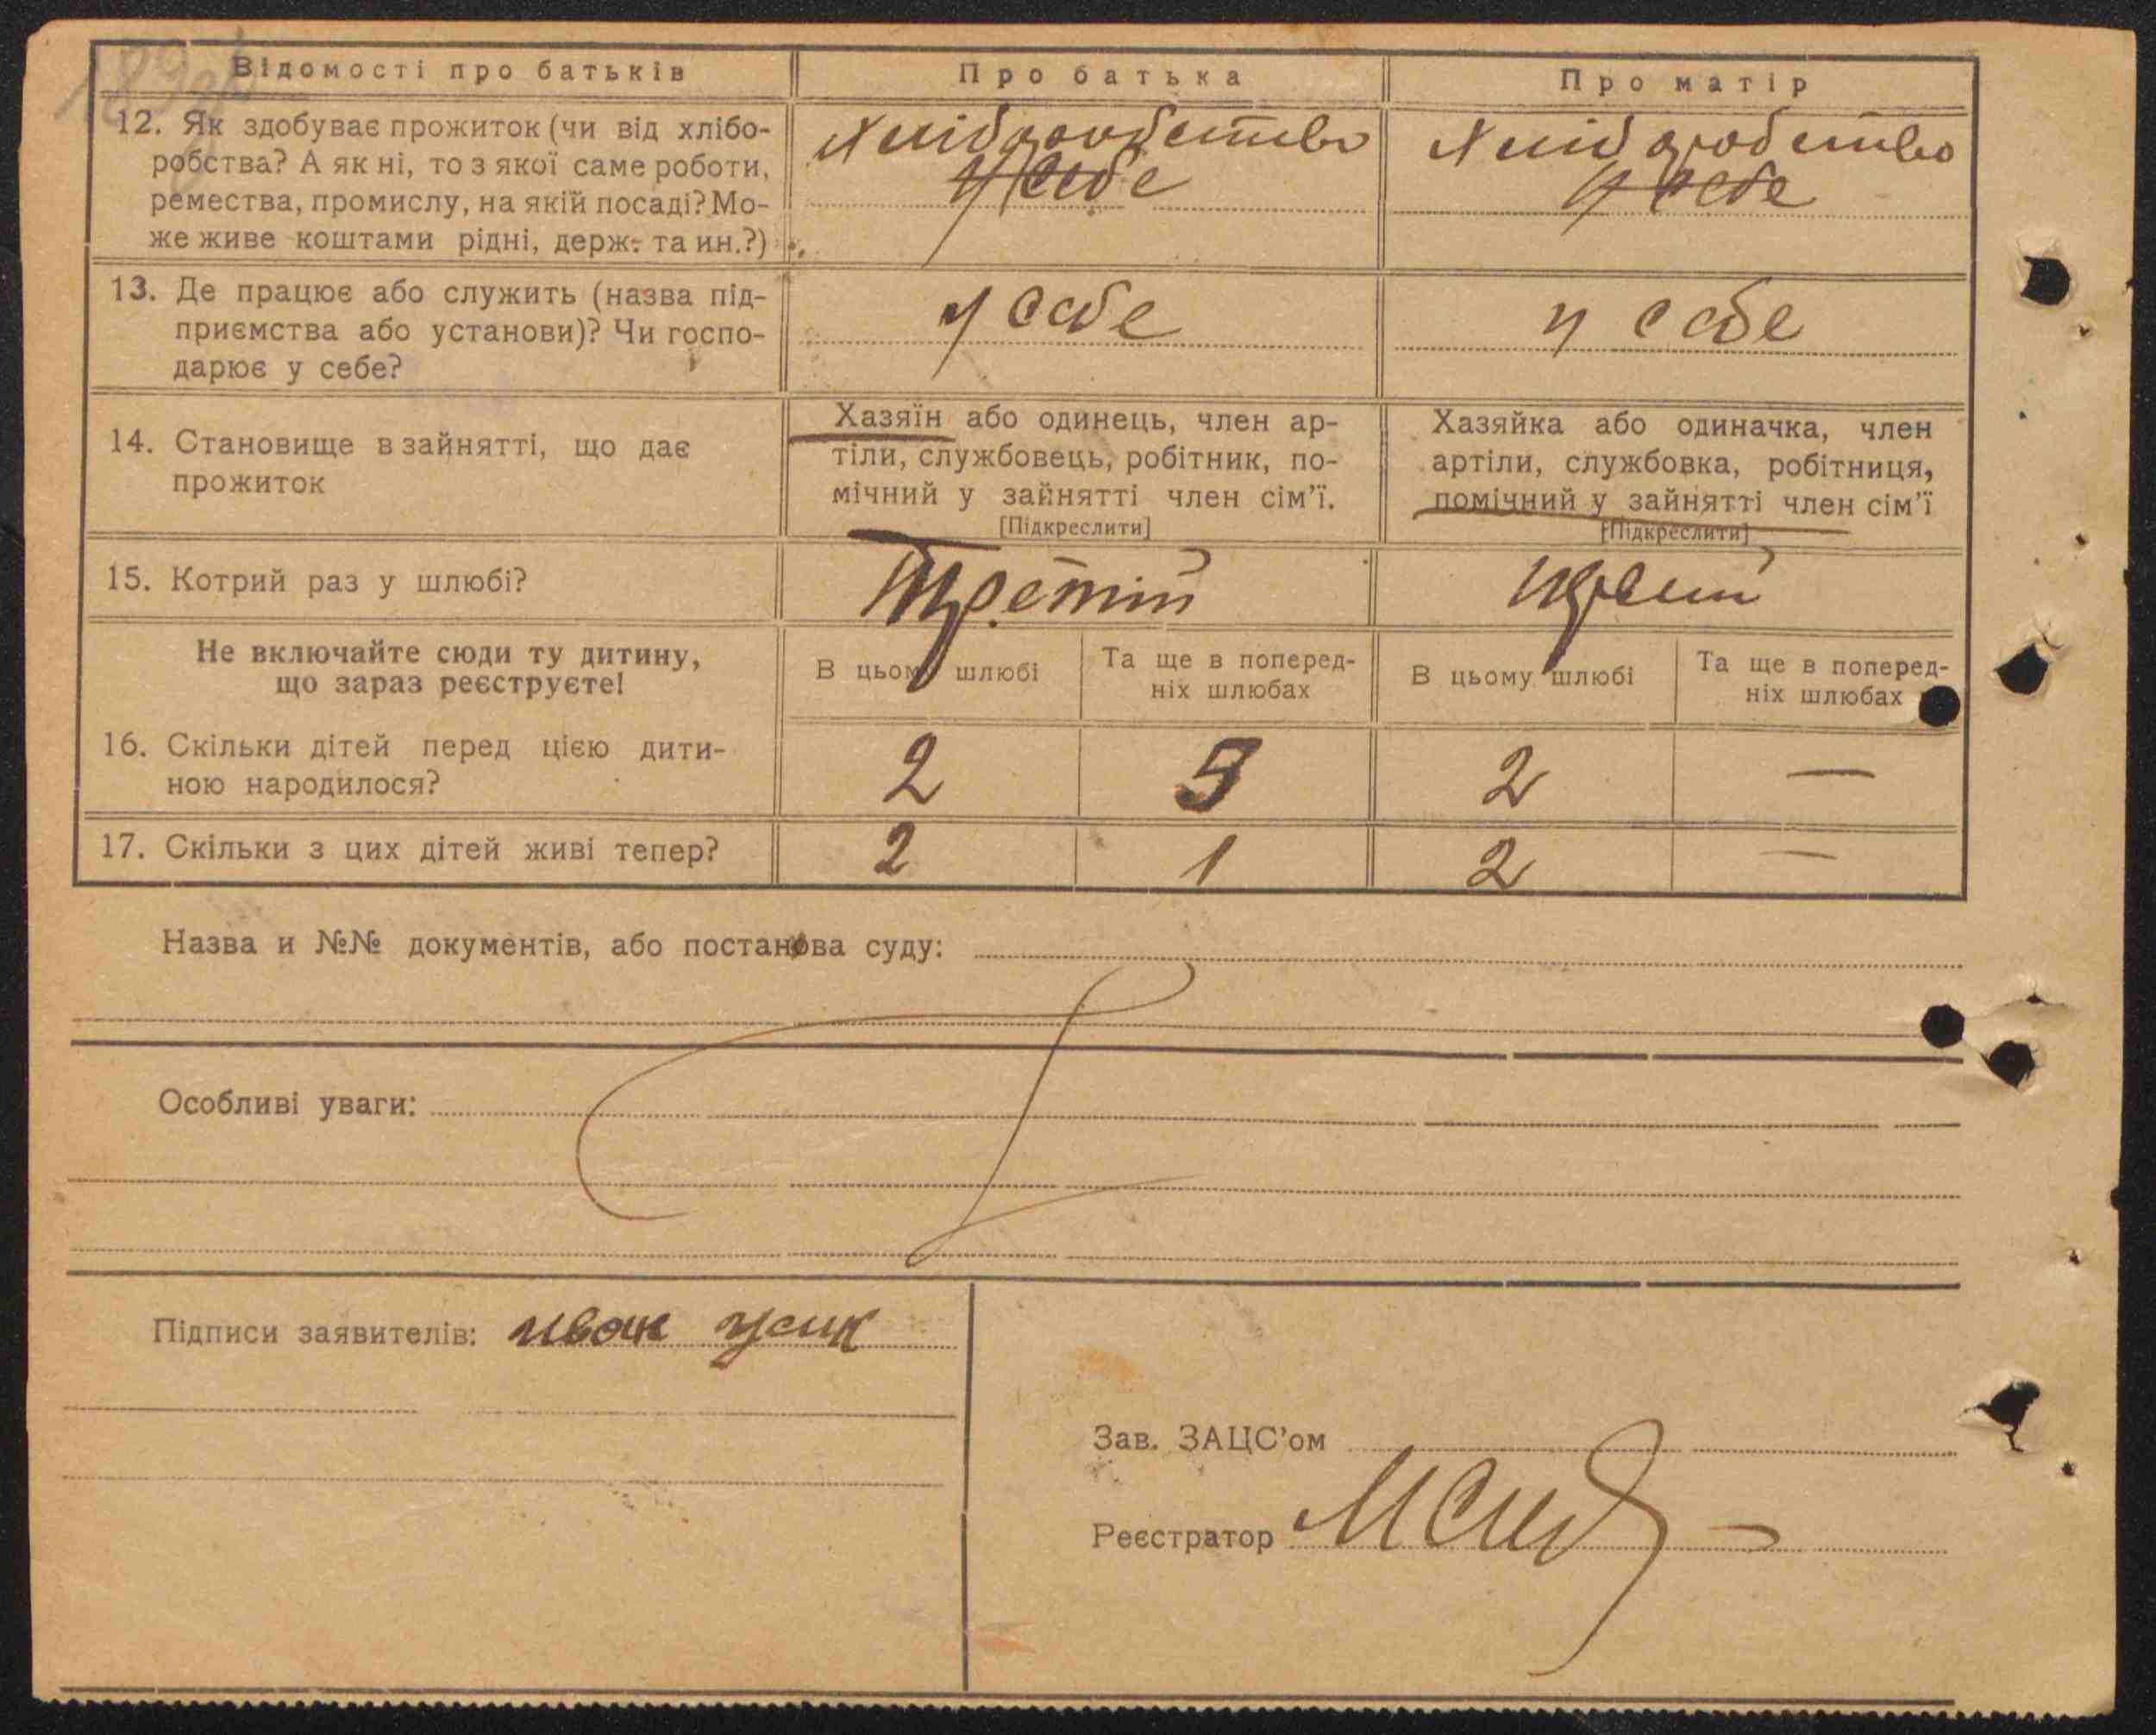 Відомості про батьків
Про батька
Про матір
12. Як здобуває прожиток (чи від хлібо-
робства? А як ні, то з якої саме роботи,
ремества, промислу, на якій посаді? Мо-
же живе коштами рідні, держ. та ин.?)
Хліборобство
у себе
Хліборобство
у себе
13. Де працює або служить (назва під-
приємства або установи)? Чи госпо-
дарює у себе?
у себе
у себе
14. Становище в зайнятті, що дає
прожиток
Хазяїн або одинець, член ар-
тіли, службовець, робітник, по-
мічний у зайнятті член сім’ї.
[Підкреслити]
Хазяйка або одиначка, член
артіли, службовка, робітниця,
помічний у зайнятті член сім’ї
[Підкреслити]
15. Котрий раз у шлюбі?
Третій
Не включайте сюди ту дитину,
що зараз реєструєте!
В цьому шлюбі
Та ще в поперед-
ніх шлюбах
В цьому шлюбі
Та ще в поперед-
ніх шлюбах
16. Скільки дітей перед цією дити-
ною народилося?
2
2
—
17. Скільки з цих дітей живі тепер?
2
1
2
—
Назва и №№ документів, або постанова суду:
Особливі уваги:
Підписи заявителів: иван усик
Зав. ЗАЦС’ом
Реєстратор